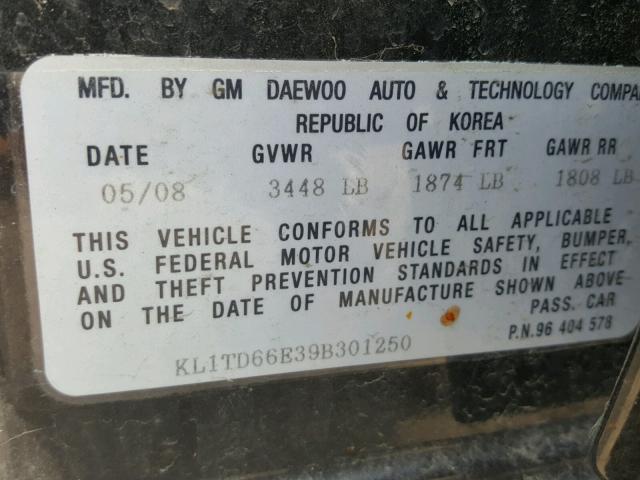 MFD. BY GM DAEWOO AUTO & TECHNOLOGY COMPA
REPUBLIC OF KOREA
DATE GVWR GAWR FRT GAWR RR
05/08 3448 LB 1874 LB 1808 LB
THIS VEHICLE CONFORMS TO ALL APPLICABLE
U.S. FEDERAL MOTOR VEHICLE SAFETY, BUMPER,
AND THEFT PREVENTION STANDARDS IN EFFECT
ON THE DATE OF MANUFACTURE SHOWN ABOVE
PASS. CAR
P.N.96 404 578
KL1TD66E39B301250